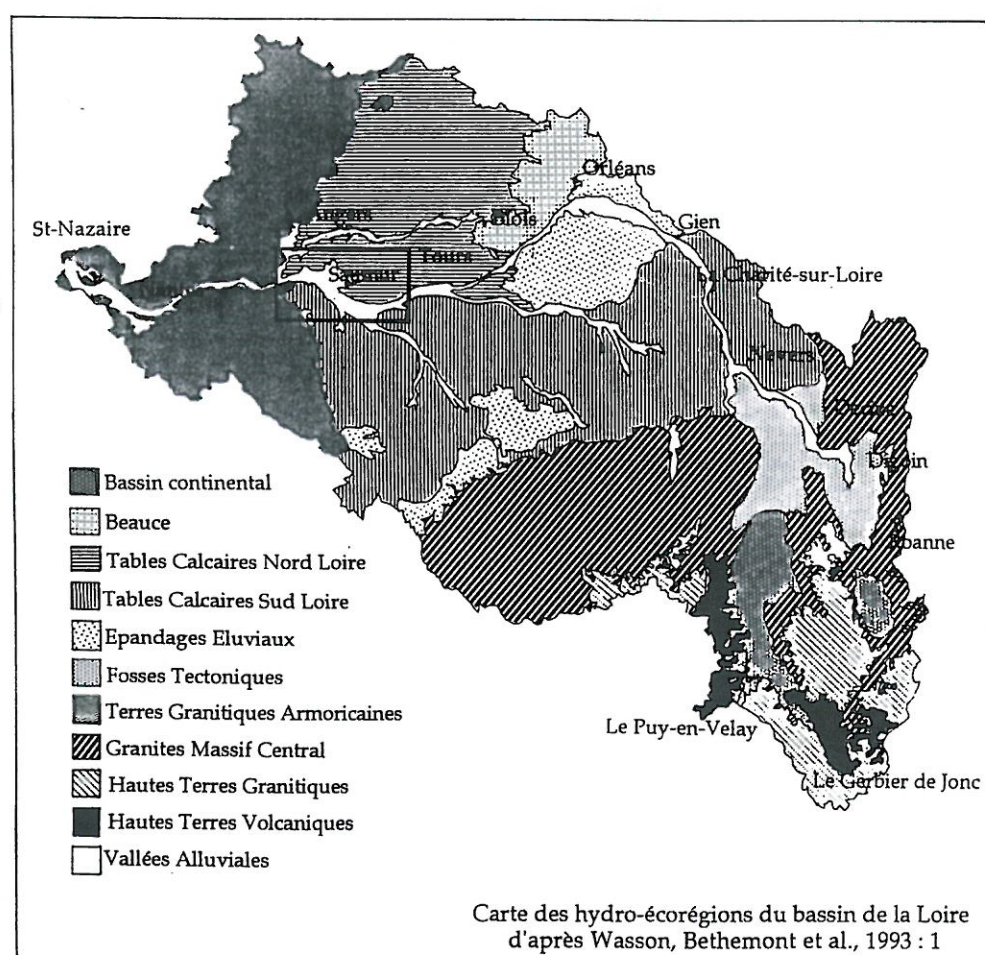 Orléans
Gien
St-Nazaire
Angers
Blois
Tours
Saumur
La Charité-sur-Loire
Nantes
Nevers
Decize
Digoin
Roanne
Le Puy-en-Velay
Le Gerbier de Jonc
Bassin continental
Beauce
Tables Calcaires Nord Loire
Tables Calcaires Sud Loire
Epandages Eluviaux
Fosses Tectoniques
Terres Granitiques Armoricaines
Granites Massif Central
Hautes Terres Granitiques
Hautes Terres Volcaniques
Vallées Alluviales
Carte des hydro-écorégions du bassin de la Loire
d'après Wasson, Bethemont et al., 1993 : 1